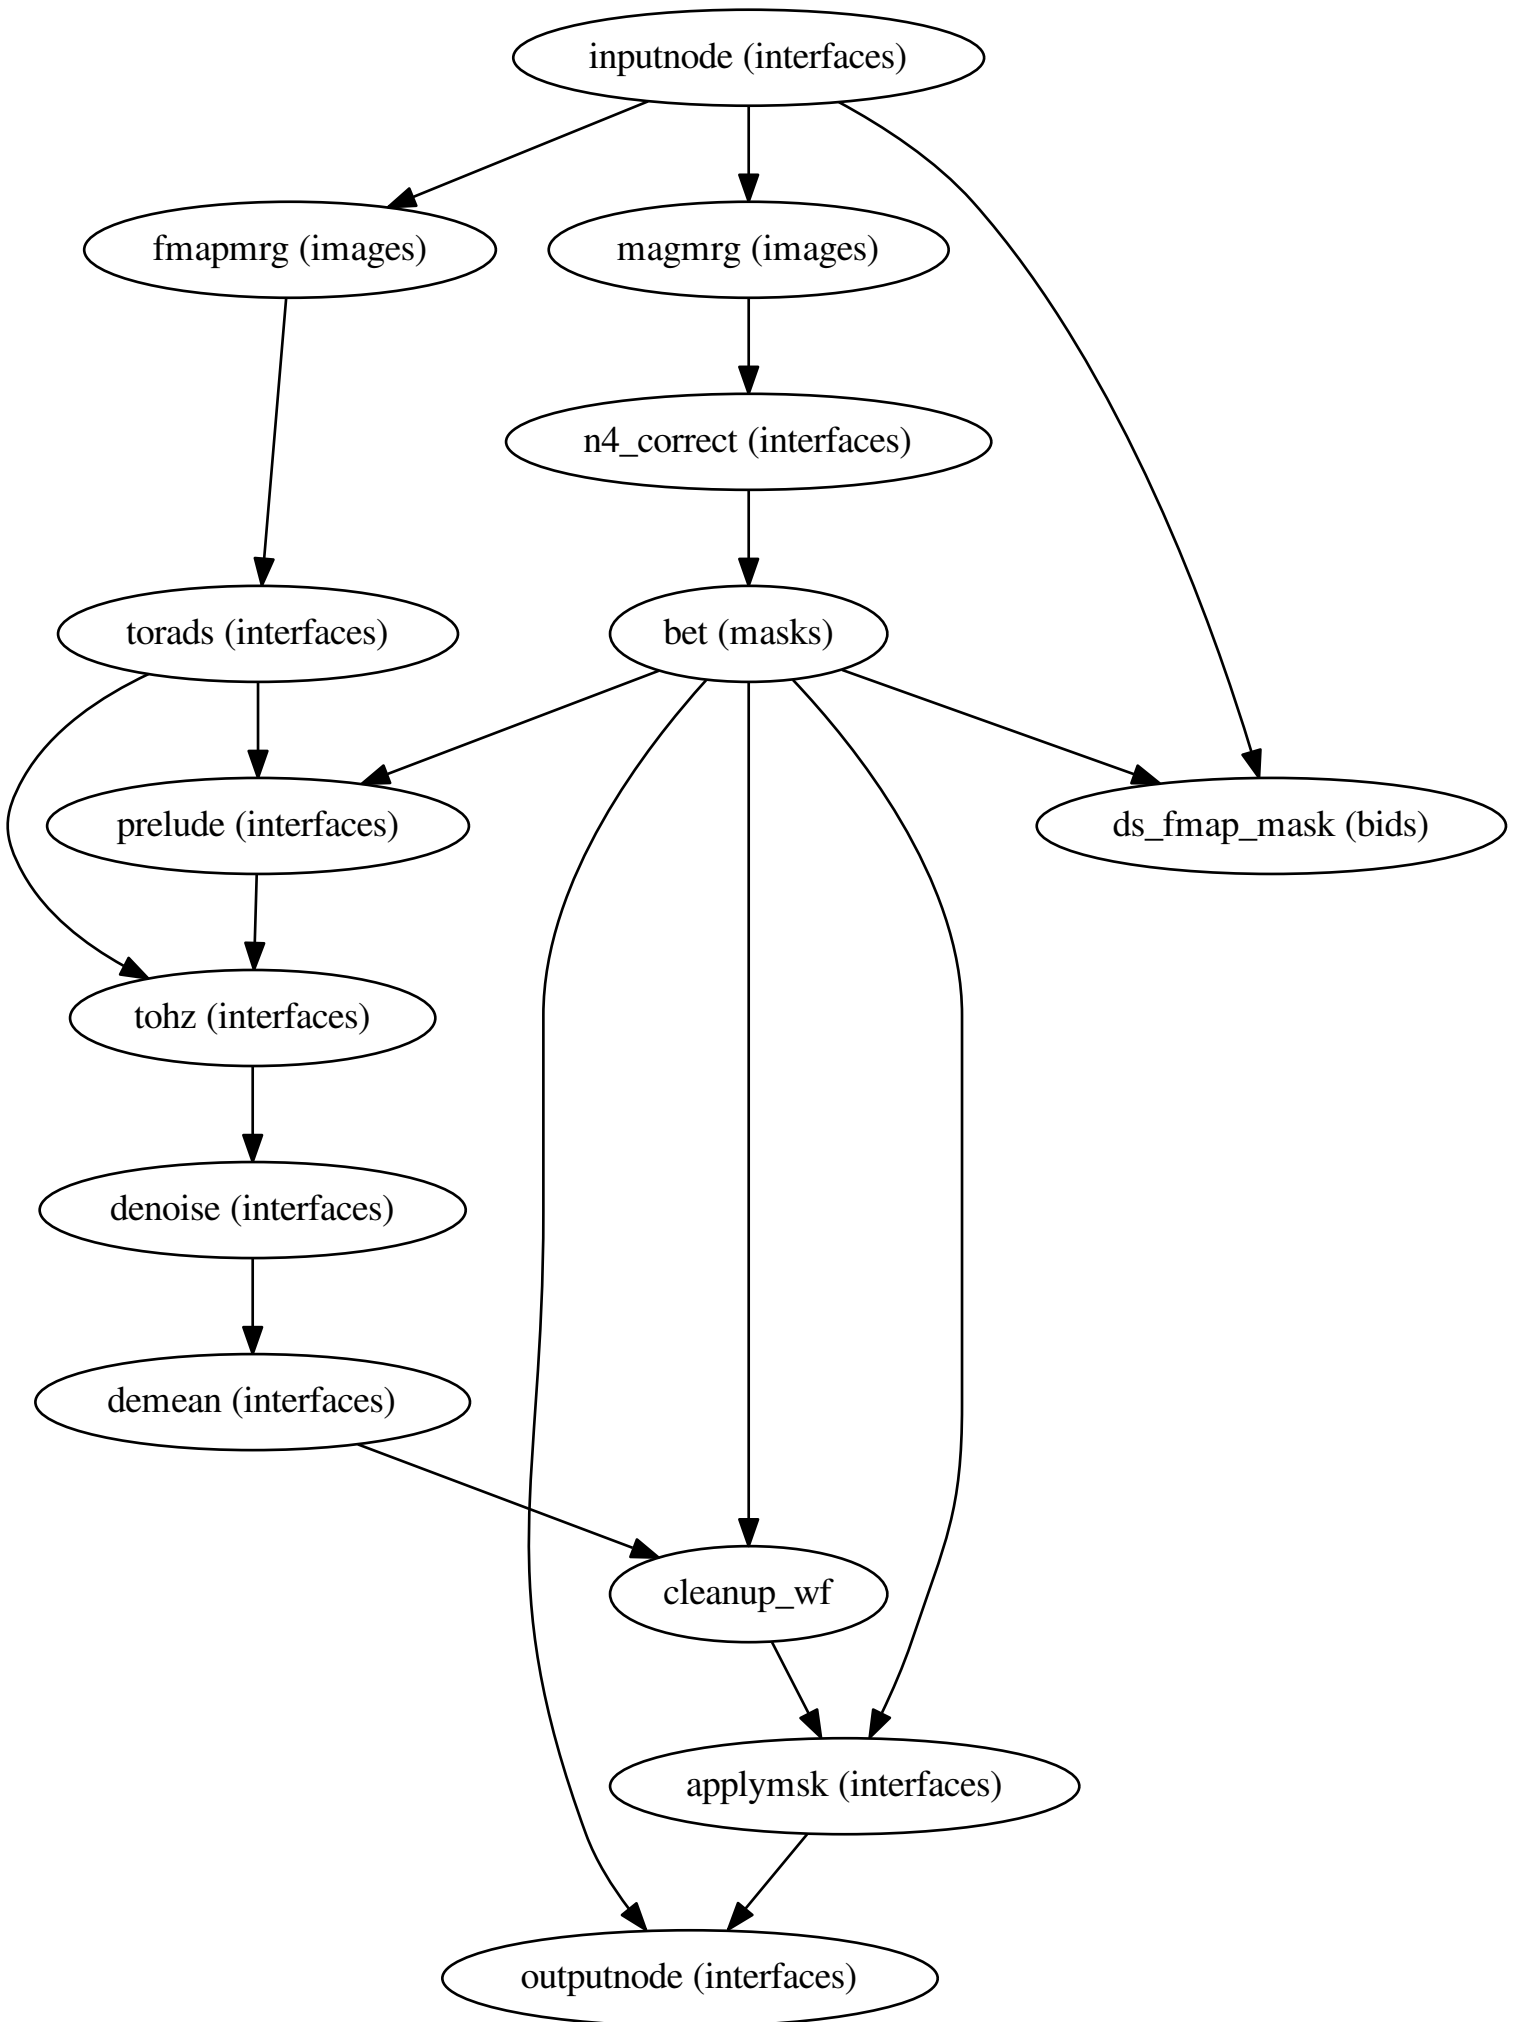 inputnode (interfaces)
fmapmrg (images)
magmrg (images)
n4_correct (interfaces)
torads (interfaces)
bet (masks)
prelude (interfaces)
ds_fmap_mask (bids)
tohz (interfaces)
denoise (interfaces)
demean (interfaces)
cleanup_wf
applymsk (interfaces)
outputnode (interfaces)